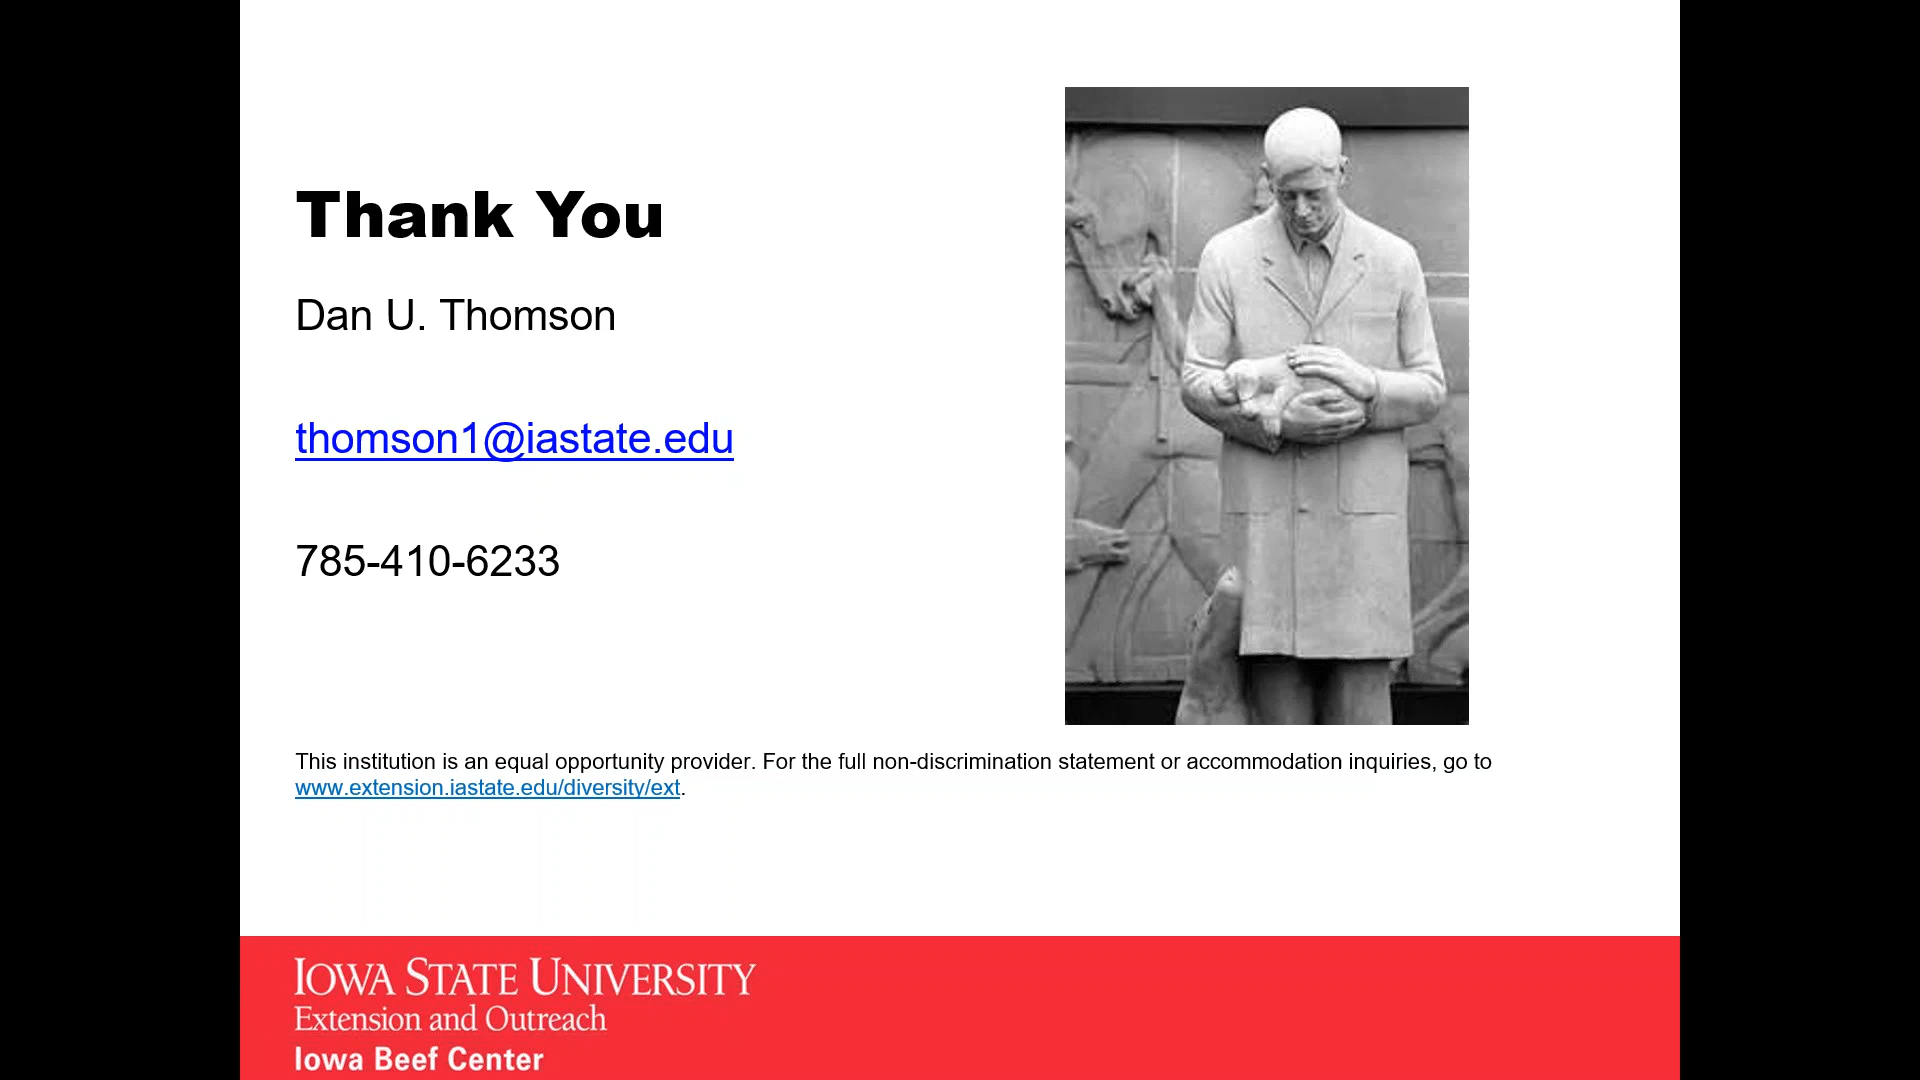 Thank You
Dan U. Thomson
thomson1@iastate.edu
785-410-6233
This institution is an equal opportunity provider. For the full non-discrimination statement or accommodation inquiries, go to
www.extension.iastate.edu/diversity/ext.
IOWA STATE UNIVERSITY
Extension and Outreach
Iowa Beef Center